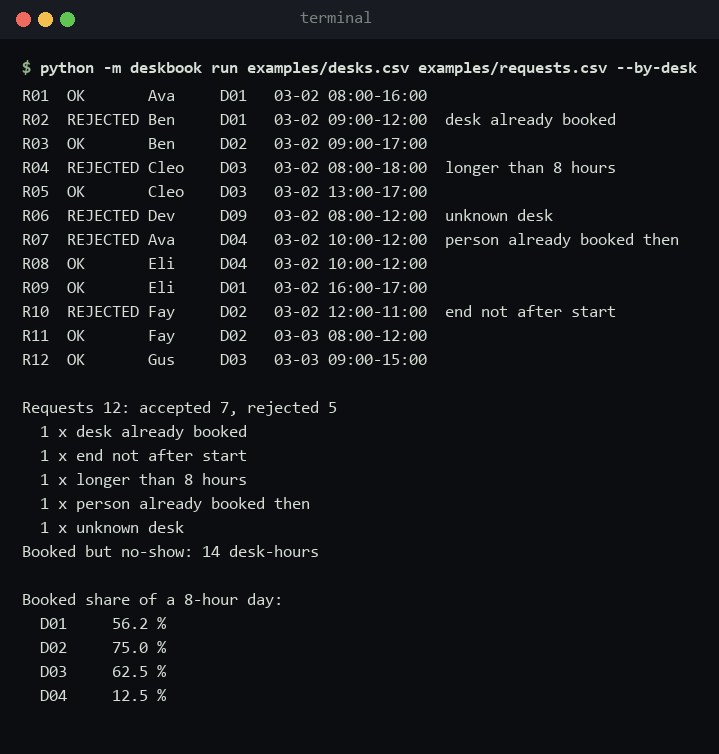 terminal
$ python -m deskbook run examples/desks.csv examples/requests.csv --by-desk
R01  OK       Ava     D01   03-02 08:00-16:00
R02  REJECTED Ben     D01   03-02 09:00-12:00  desk already booked
R03  OK       Ben     D02   03-02 09:00-17:00
R04  REJECTED Cleo    D03   03-02 08:00-18:00  longer than 8 hours
R05  OK       Cleo    D03   03-02 13:00-17:00
R06  REJECTED Dev     D09   03-02 08:00-12:00  unknown desk
R07  REJECTED Ava     D04   03-02 10:00-12:00  person already booked then
R08  OK       Eli     D04   03-02 10:00-12:00
R09  OK       Eli     D01   03-02 16:00-17:00
R10  REJECTED Fay     D02   03-02 12:00-11:00  end not after start
R11  OK       Fay     D02   03-03 08:00-12:00
R12  OK       Gus     D03   03-03 09:00-15:00

Requests 12: accepted 7, rejected 5
  1 x desk already booked
  1 x end not after start
  1 x longer than 8 hours
  1 x person already booked then
  1 x unknown desk
Booked but no-show: 14 desk-hours

Booked share of a 8-hour day:
  D01     56.2 %
  D02     75.0 %
  D03     62.5 %
  D04     12.5 %